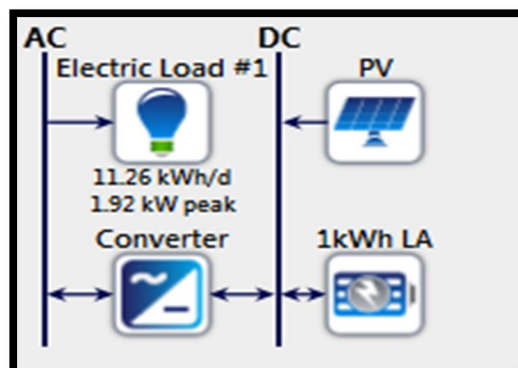 AC DC
Electric Load #1 PV
11.26 kWh/d
1.92 kW peak
Converter 1kWh LA